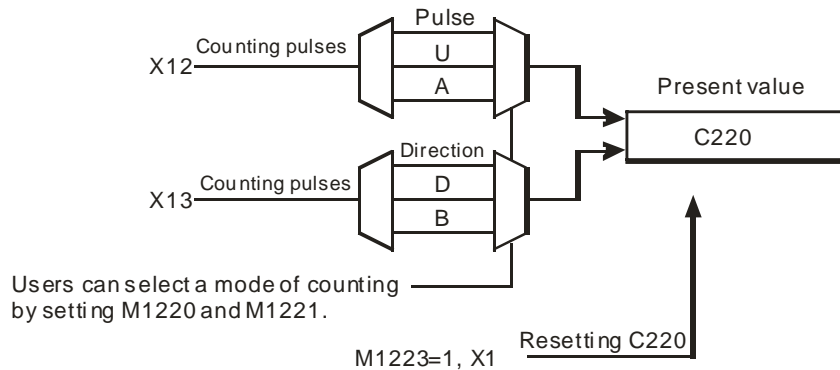 Pulse
Counting pulses
U
X12
A
Present value
C220
Direction
Counting pulses
D
X13
B
Users can select a mode of counting
by setting M1220 and M1221.
Resetting C220
M1223=1, X1